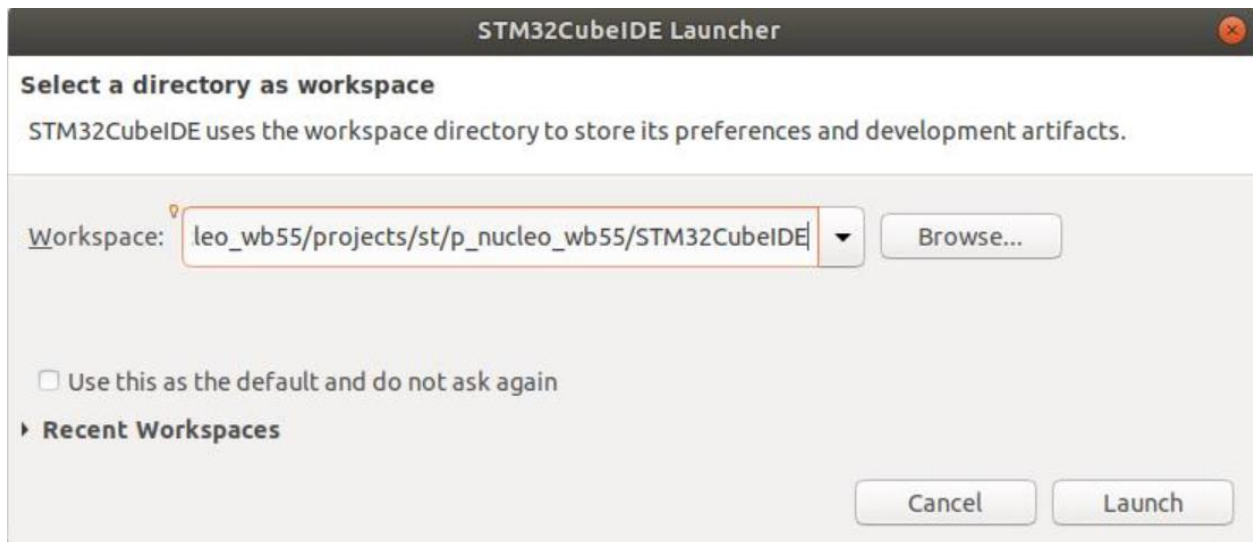 STM32CubeIDE Launcher
Select a directory as workspace
STM32CubeIDE uses the workspace directory to store its preferences and development artifacts.
Workspace: leo_wb55/projects/st/p_nucleo_wb55/STM32CubeIDE Browse...
Use this as the default and do not ask again
Recent Workspaces
Cancel Launch